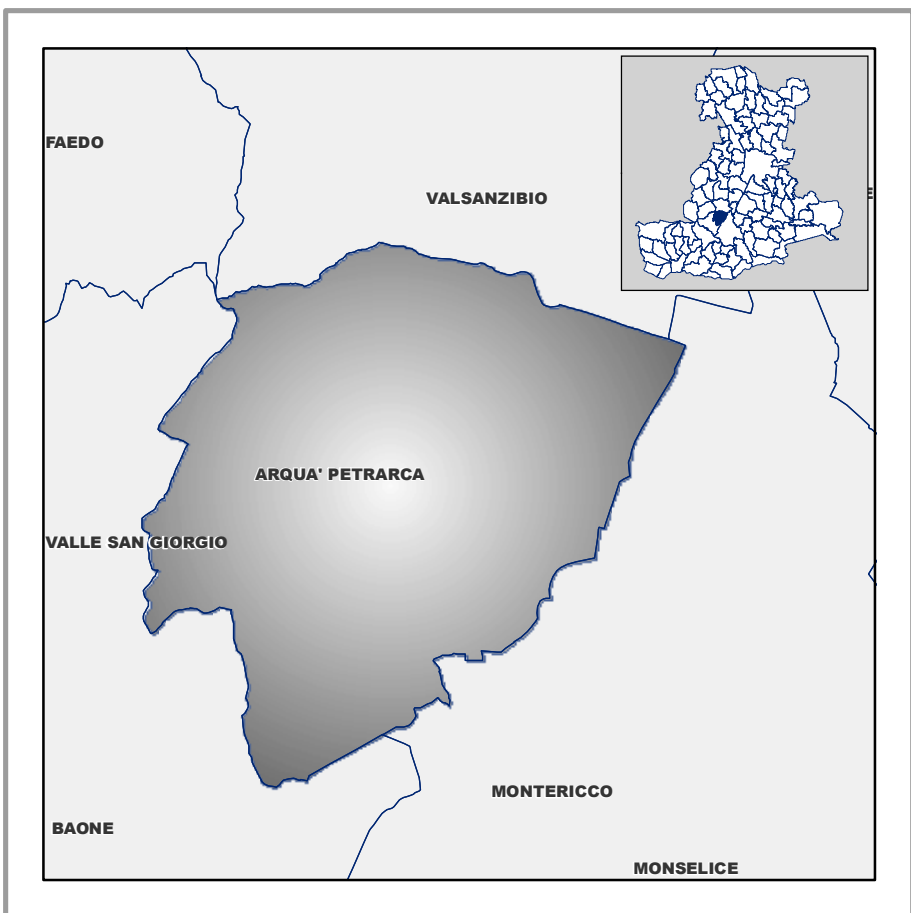 FAEDO
VALSANZIBIO
ARQUA' PETRARCA
VALLE SAN GIORGIO
MONTERICCO
BAONE
MONSELICE